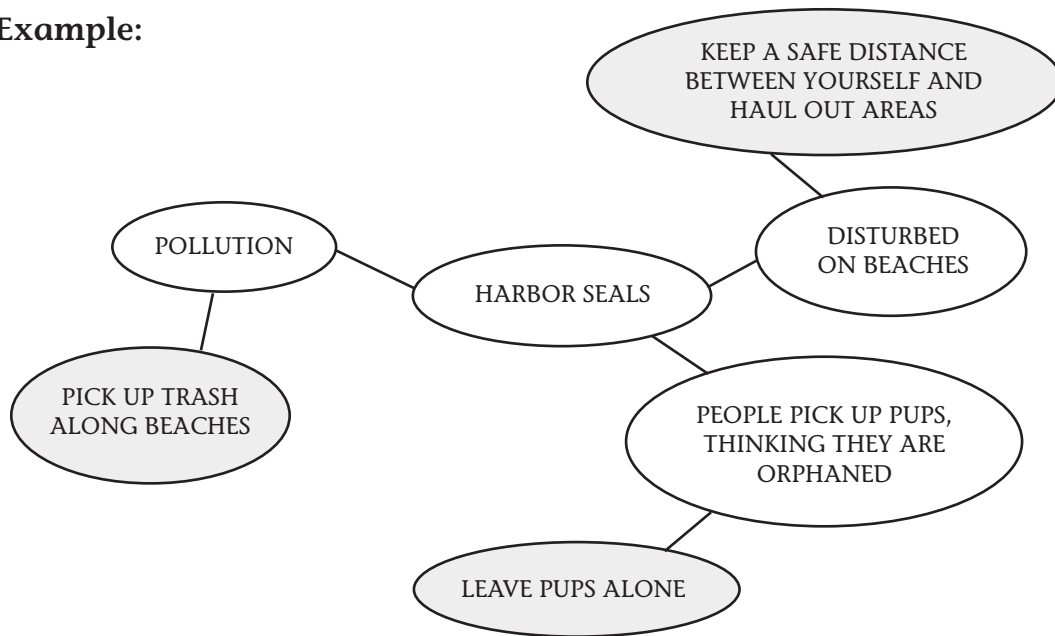 Example:
KEEP A SAFE DISTANCE
BETWEEN YOURSELF AND
HAUL OUT AREAS
POLLUTION
DISTURBED
ON BEACHES
HARBOR SEALS
PICK UP TRASH
ALONG BEACHES
PEOPLE PICK UP PUPS,
THINKING THEY ARE
ORPHANED
LEAVE PUPS ALONE